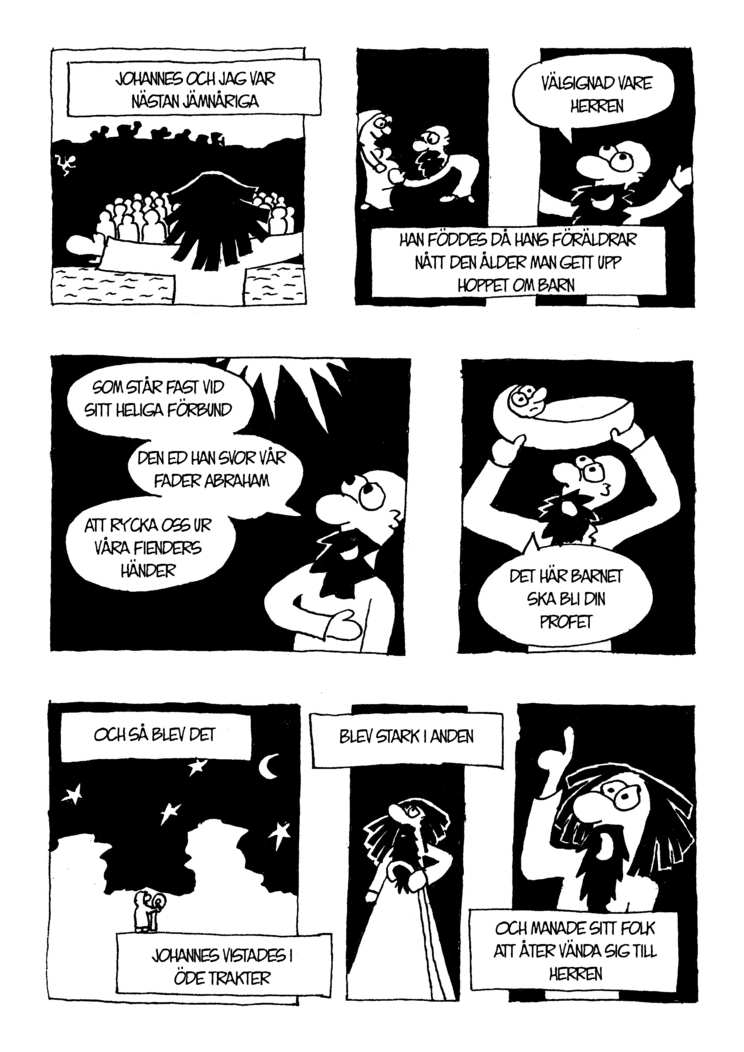 JOHANNES OCH JAG VAR
NÄSTAN JÄMNÅRIGA
VÄLSIGNAD VARE
HERREN
HAN FÖDDES DÅ HANS FÖRÄLDRAR
NÅTT DEN ÅLDER MAN GETT UPP
HOPPET OM BARN
SOM STÅR FAST VID
SITT HELIGA FÖRBUND
DEN ED HAN SVOR VÅR
FADER ABRAHAM
ATT RYCKA OSS UR
VÅRA FIENDERS
HÄNDER
DET HÄR BARNET
SKA BLI DIN
PROFET
OCH SÅ BLEV DET
JOHANNES VISTADES I
ÖDE TRAKTER
BLEV STARK I ANDEN
OCH MANADE SITT FOLK
ATT ÅTER VÄNDA SIG TILL
HERREN